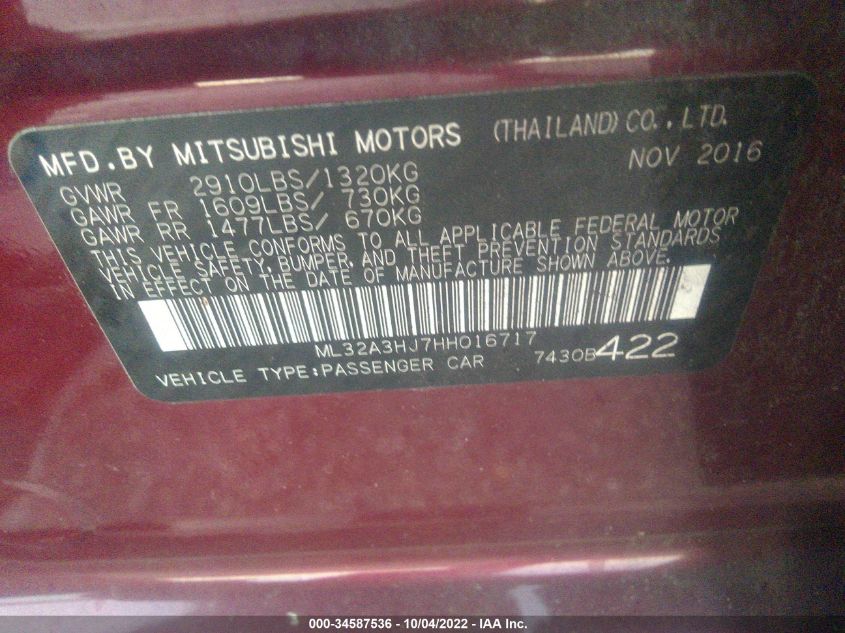 MFD.BY MITSUBISHI MOTORS (THAILAND)CO.,LTD.
NOV 2016
GVWR 2910LBS/1320KG
GAWR FR 1609LBS/ 730KG
GAWR RR 1477LBS/ 670KG
THIS VEHICLE CONFORMS TO ALL APPLICABLE FEDERAL MOTOR
VEHICLE SAFETY,BUMPER,AND THEFT PREVENTION STANDARDS
IN EFFECT ON THE DATE OF MANUFACTURE SHOWN ABOVE.
ML32A3HJ7HH016717
VEHICLE TYPE:PASSENGER CAR 7430B422
000-34587536 - 10/04/2022 - IAA Inc.